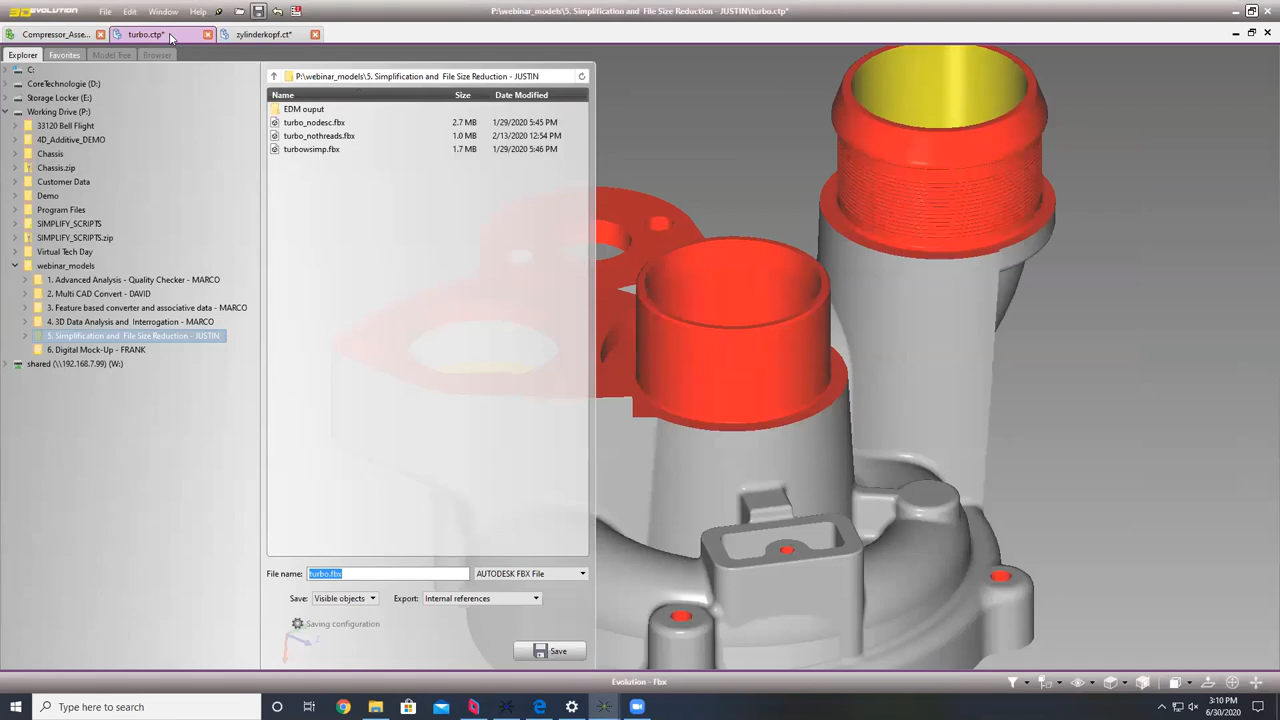 3DEVOLUTION File Edit Window Help P:\webinar_models\5. Simplification and File Size Reduction - JUSTIN\turbo.ctp*
Compressor_Asse... turbo.ctp* zylinderkopf.ct*
Explorer Favorites Model Tree Browser
C:
CoreTechnologie (D:)
Storage Locker (E:)
Working Drive (P:)
33120 Bell Flight
4D_Additive_DEMO
Chassis
Chassis.zip
Customer Data
Demo
Program Files
SIMPLIFY_SCRIPTS
SIMPLIFY_SCRIPTS.zip
Virtual Tech Day
webinar_models
1. Advanced Analysis - Quality Checker - MARCO
2. Multi CAD Convert - DAVID
3. Feature based converter and associative data - MARCO
4. 3D Data Analysis and Interrogation - MARCO
5. Simplification and File Size Reduction - JUSTIN
6. Digital Mock-Up - FRANK
shared (\\192.168.7.99) (W:)
P:\webinar_models\5. Simplification and File Size Reduction - JUSTIN
Name Size Date Modified
EDM ouput
turbo_nodesc.fbx 2.7 MB 1/29/2020 5:45 PM
turbo_nothreads.fbx 1.0 MB 2/13/2020 12:54 PM
turbowsimp.fbx 1.7 MB 1/29/2020 5:46 PM
File name: turbo.fbx AUTODESK FBX File
Save: Visible objects Export: Internal references
Saving configuration
Save
Evolution - Fbx
Type here to search
3:10 PM
6/30/2020